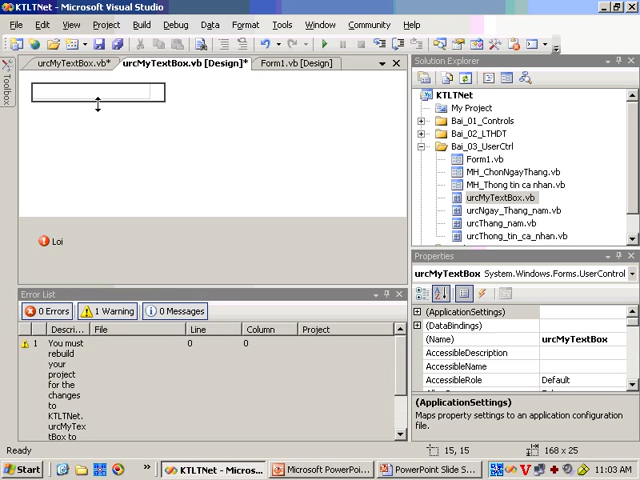 KTLTNet - Microsoft Visual Studio
File Edit View Project Build Debug Data Format Tools Window Community Help
Toolbox
urcMyTextBox.vb* urcMyTextBox.vb [Design]* Form1.vb [Design]
Loi
Solution Explorer
KTLTNet
My Project
Bai_01_Controls
Bai_02_LTHDT
Bai_03_UserCtrl
Form1.vb
MH_ChonNgayThang.vb
MH_Thong tin ca nhan.vb
urcMyTextBox.vb
urcNgay_Thang_nam.vb
urcThang_nam.vb
urcThong_tin_ca_nhan.vb
Properties
urcMyTextBox System.Windows.Forms.UserControl
(ApplicationSettings)
(DataBindings)
(Name) urcMyTextBox
AccessibleDescription
AccessibleName
AccessibleRole Default
(ApplicationSettings)
Maps property settings to an application configuration file.
Error List
0 Errors 1 Warning 0 Messages
Descri... File Line Column Project
1 You must 0 0
rebuild
your
project
for the
changes
to
KTLTNet.
urcMyTe
xtBox to
Ready 15, 15 168 x 25
Start KTLTNet - Micros... Microsoft PowerPoi... PowerPoint Slide S... 11:03 AM